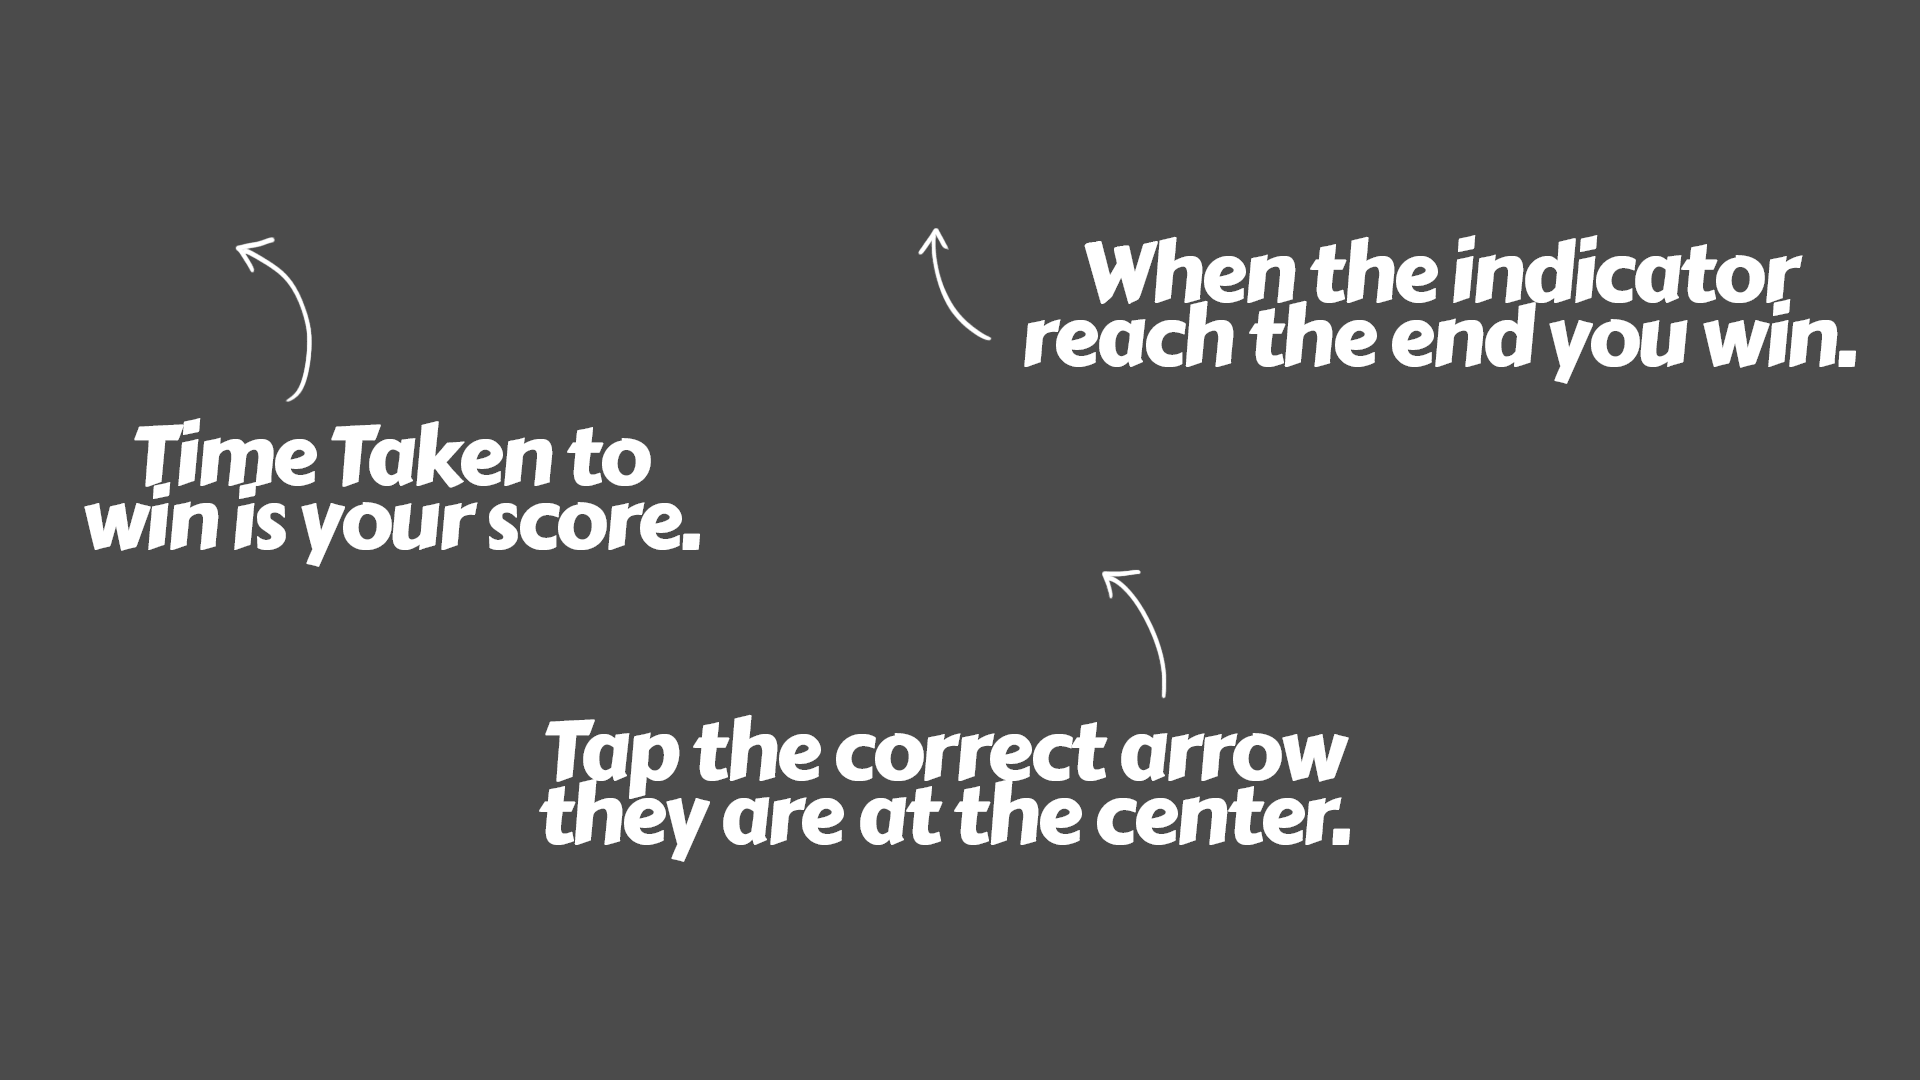 When the indicator
reach the end you win.
Time Taken to
win is your score.
Tap the correct arrow
they are at the center.